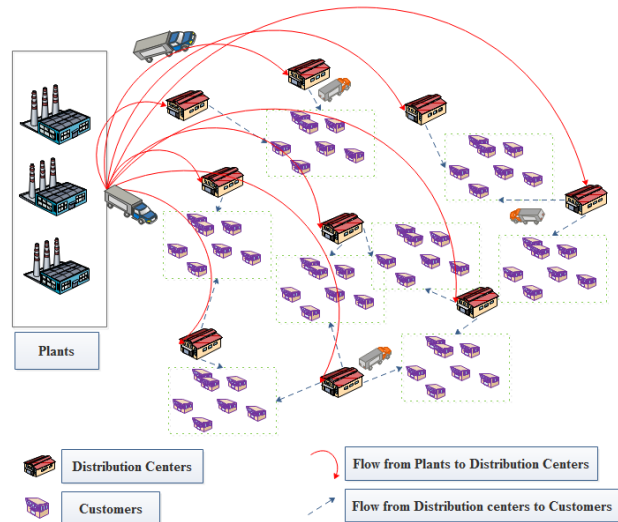 Plants
Distribution Centers
Flow from Plants to Distribution Centers
Customers
Flow from Distribution centers to Customers